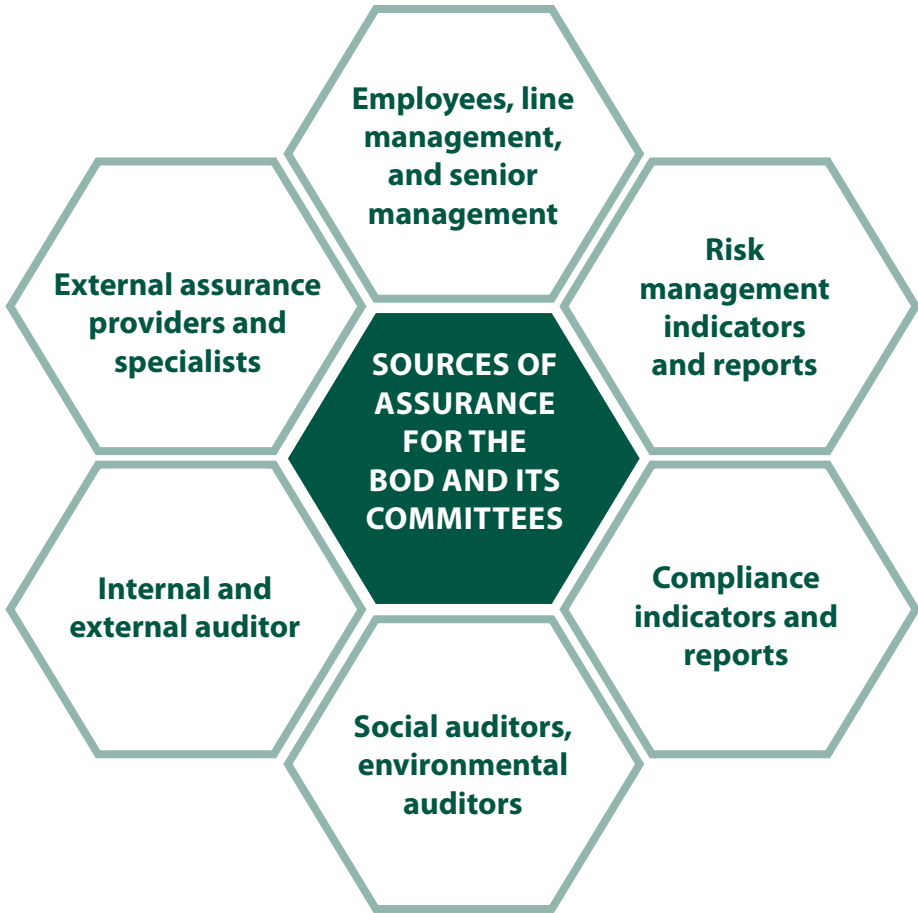 Employees, line
management,
and senior
management
Risk
management
indicators
and reports
Compliance
indicators and
reports
Social auditors,
environmental
auditors
Internal and
external auditor
External assurance
providers and
specialists
SOURCES OF
ASSURANCE
FOR THE
BOD AND ITS
COMMITTEES